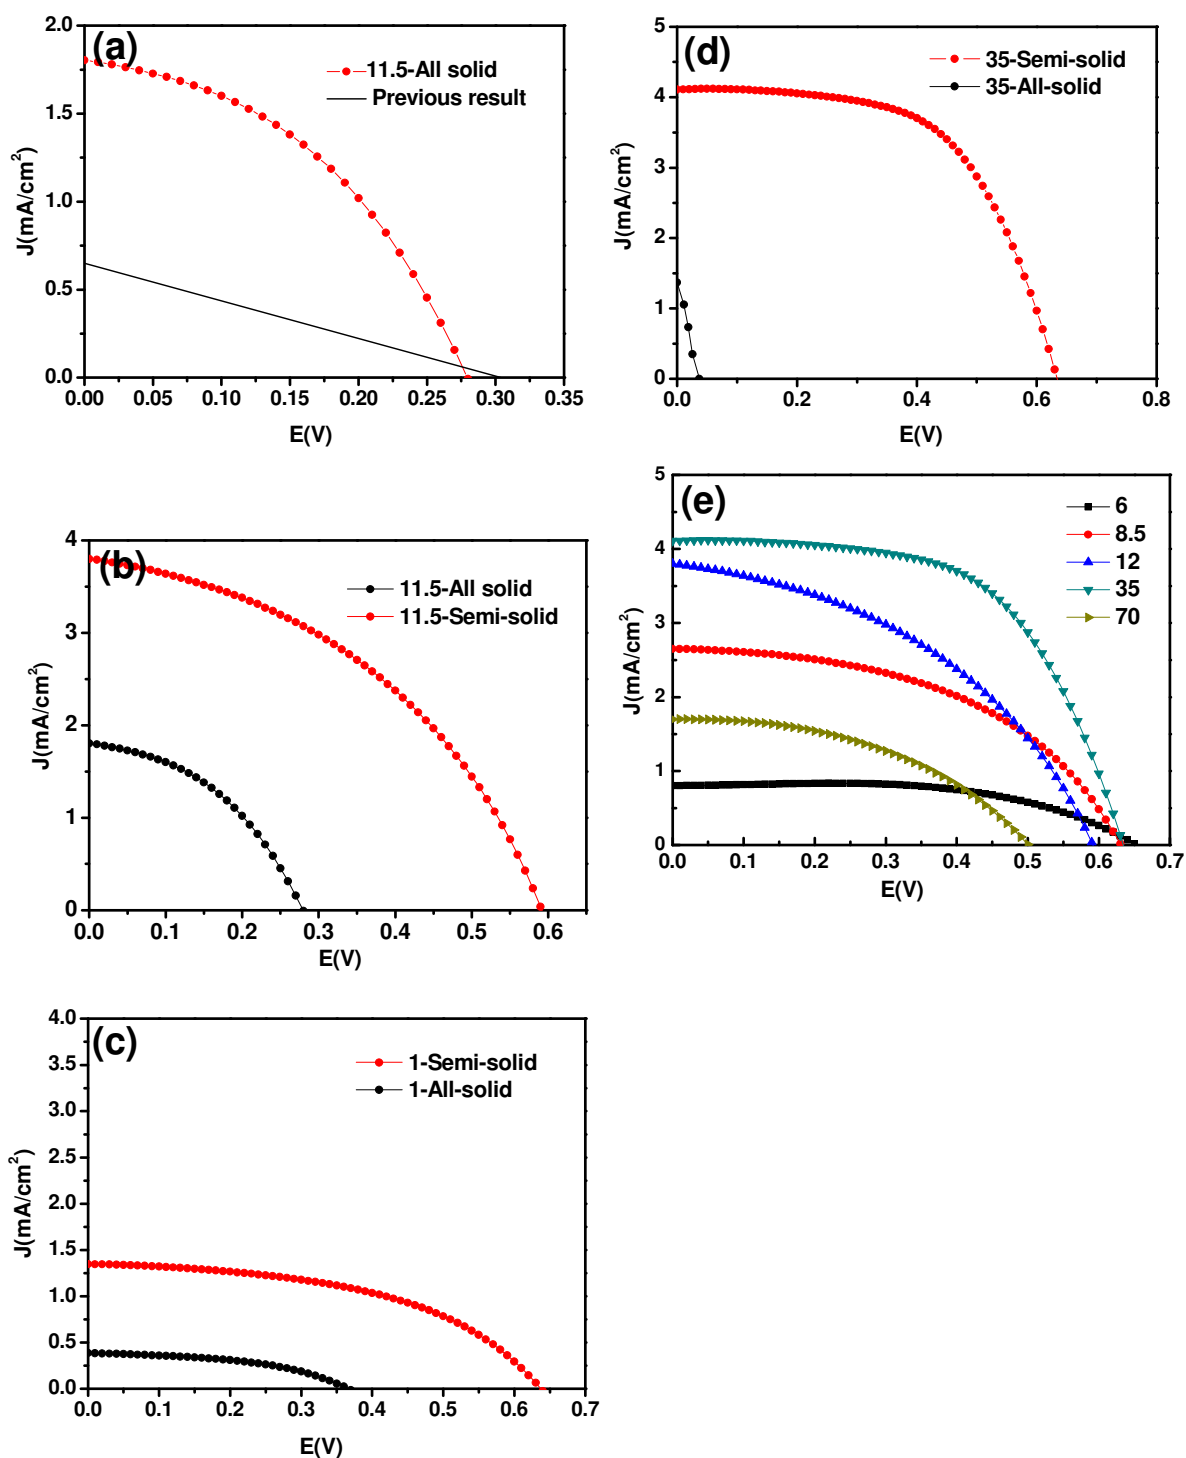 (a)
2.0
1.5
1.0
0.5
0.0
J(mA/cm2)
11.5-All solid
Previous result
0.00 0.05 0.10 0.15 0.20 0.25 0.30 0.35
E(V)
(d)
5
4
3
2
1
0
J(mA/cm2)
35-Semi-solid
35-All-solid
0.0 0.2 0.4 0.6 0.8
E(V)
(b)
4
3
2
1
0
J(mA/cm2)
11.5-All solid
11.5-Semi-solid
0.0 0.1 0.2 0.3 0.4 0.5 0.6
E(V)
(e)
5
4
3
2
1
0
J(mA/cm2)
6
8.5
12
35
70
0.0 0.1 0.2 0.3 0.4 0.5 0.6 0.7
E(V)
(c)
4.0
3.5
3.0
2.5
2.0
1.5
1.0
0.5
0.0
J(mA/cm2)
1-Semi-solid
1-All-solid
0.0 0.1 0.2 0.3 0.4 0.5 0.6 0.7
E(V)